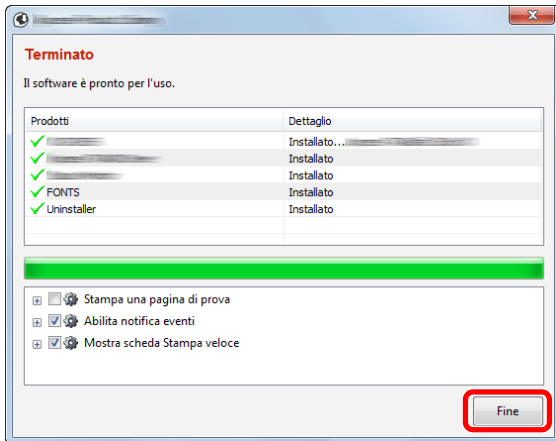 Terminato
Il software è pronto per l'uso.
Prodotti Dettaglio
Installato...
Installato
Installato
FONTS Installato
Uninstaller Installato
Stampa una pagina di prova
Abilita notifica eventi
Mostra scheda Stampa veloce
Fine